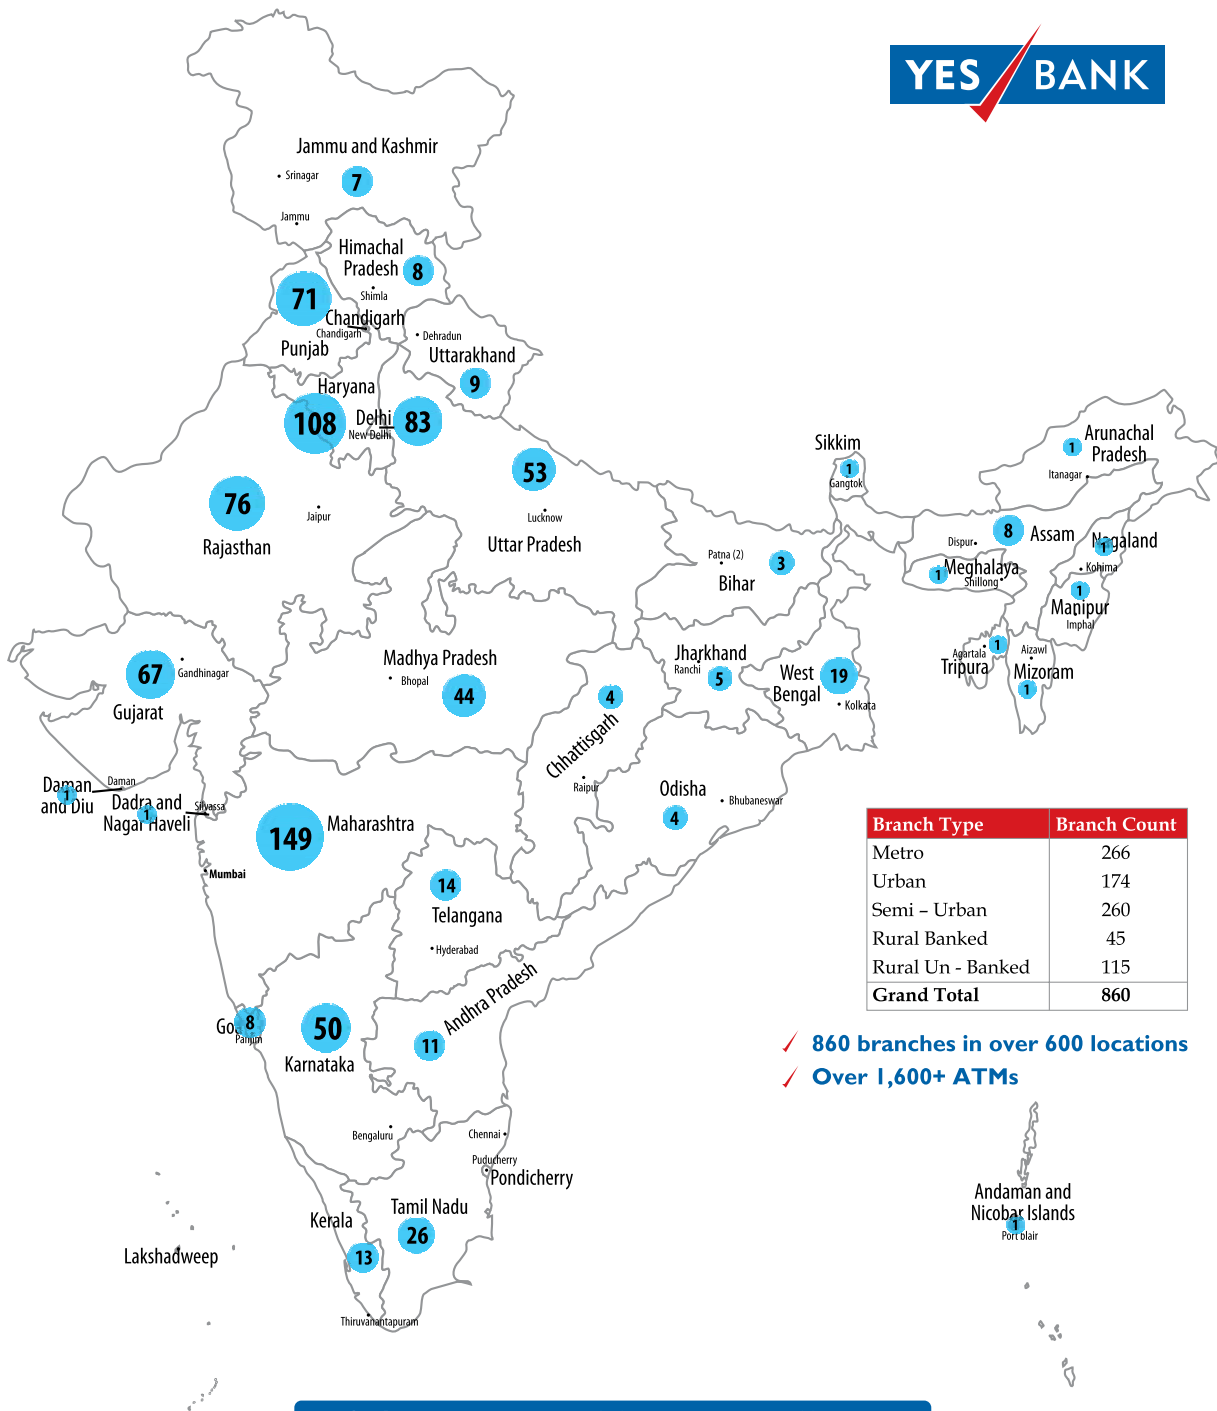 YES BANK
Jammu and Kashmir
Srinagar
7
Jammu
Himachal
Pradesh
8
Shimla
71
Chandigarh
Chandigarh
Punjab
Dehradun
Uttarakhand
9
Haryana
108
Delhi
New Delhi
83
Sikkim
1
Gangtok
Arunachal
Pradesh
1
Itanagar
53
Lucknow
Uttar Pradesh
76
Jaipur
Rajasthan
8
Assam
Dispur
Nagaland
1
Kohima
Meghalaya
1
Shillong
Patna (2)
3
Bihar
1
Manipur
Imphal
67
Gandhinagar
Gujarat
Madhya Pradesh
Bhopal
44
Jharkhand
Ranchi
5
West
Bengal
19
Kolkata
1
Agartala
Tripura
Aizawl
Mizoram
1
4
Chhattisgarh
Raipur
Daman
and Diu
1
Daman
Dadra and
Nagar Haveli
1
Silvassa
Odisha
Bhubaneswar
4
149
Maharashtra
Mumbai
14
Telangana
Hyderabad
Branch Type Branch Count
Metro 266
Urban 174
Semi – Urban 260
Rural Banked 45
Rural Un - Banked 115
Grand Total 860
Andhra Pradesh
11
Goa
8
Panjim
50
Karnataka
860 branches in over 600 locations
Over 1,600+ ATMs
Bengaluru
Chennai
Puducherry
Pondicherry
Tamil Nadu
26
Kerala
13
Thiruvanantapuram
Lakshadweep
Andaman and
Nicobar Islands
1
Port blair